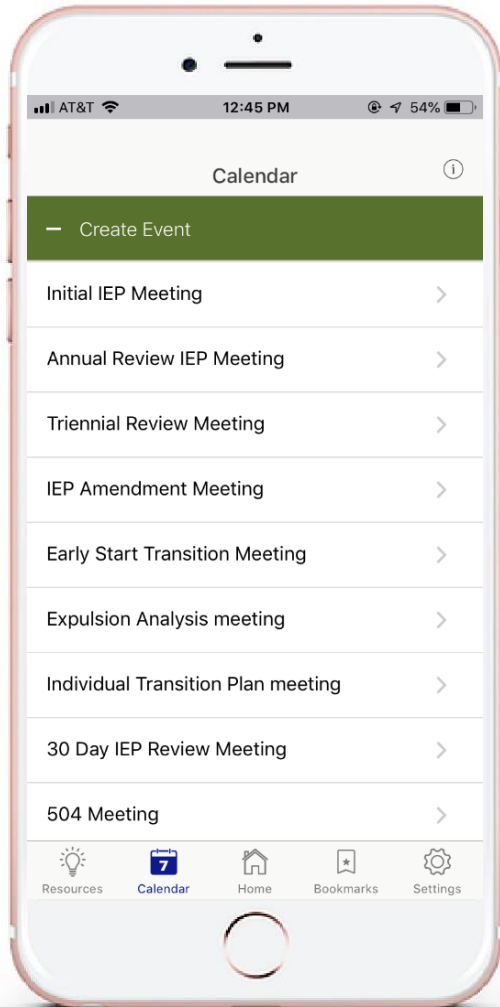 AT&T 12:45 PM 54%
Calendar
Create Event
Initial IEP Meeting
Annual Review IEP Meeting
Triennial Review Meeting
IEP Amendment Meeting
Early Start Transition Meeting
Expulsion Analysis meeting
Individual Transition Plan meeting
30 Day IEP Review Meeting
504 Meeting
7
Resources Calendar Home Bookmarks Settings